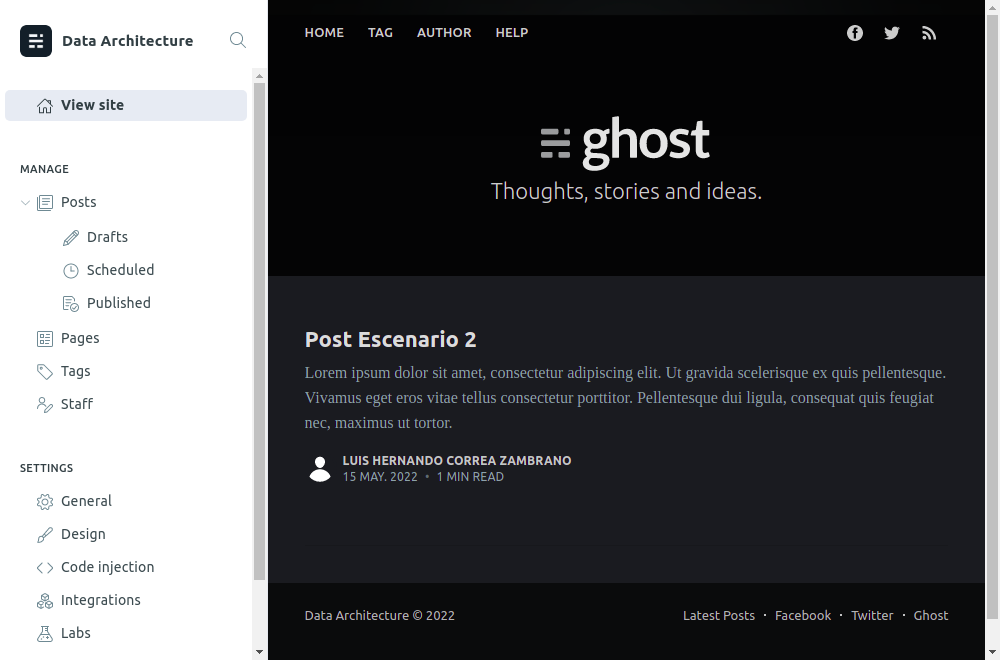 Data Architecture
View site
MANAGE
Posts
Drafts
Scheduled
Published
Pages
Tags
Staff
SETTINGS
General
Design
Code injection
Integrations
Labs
HOME TAG AUTHOR HELP
ghost
Thoughts, stories and ideas.
Post Escenario 2
Lorem ipsum dolor sit amet, consectetur adipiscing elit. Ut gravida scelerisque ex quis pellentesque.
Vivamus eget eros vitae tellus consectetur porttitor. Pellentesque dui ligula, consequat quis feugiat
nec, maximus ut tortor.
LUIS HERNANDO CORREA ZAMBRANO
15 MAY. 2022 • 1 MIN READ
Data Architecture © 2022
Latest Posts · Facebook · Twitter · Ghost